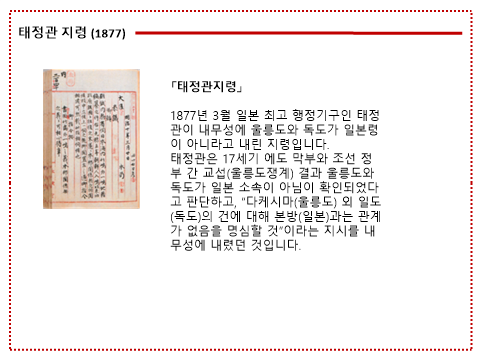 태정관 지령 (1877)
「태정관지령」
1877년 3월 일본 최고 행정기구인 태정
관이 내무성에 울릉도와 독도가 일본령
이 아니라고 내린 지령입니다.
태정관은 17세기 에도 막부와 조선 정
부 간 교섭(울릉도쟁계) 결과 울릉도와
독도가 일본 소속이 아님이 확인되었다
고 판단하고, “다케시마(울릉도) 외 일도
(독도)의 건에 대해 본방(일본)과는 관계
가 없음을 명심할 것”이라는 지시를 내
무성에 내렸던 것입니다.